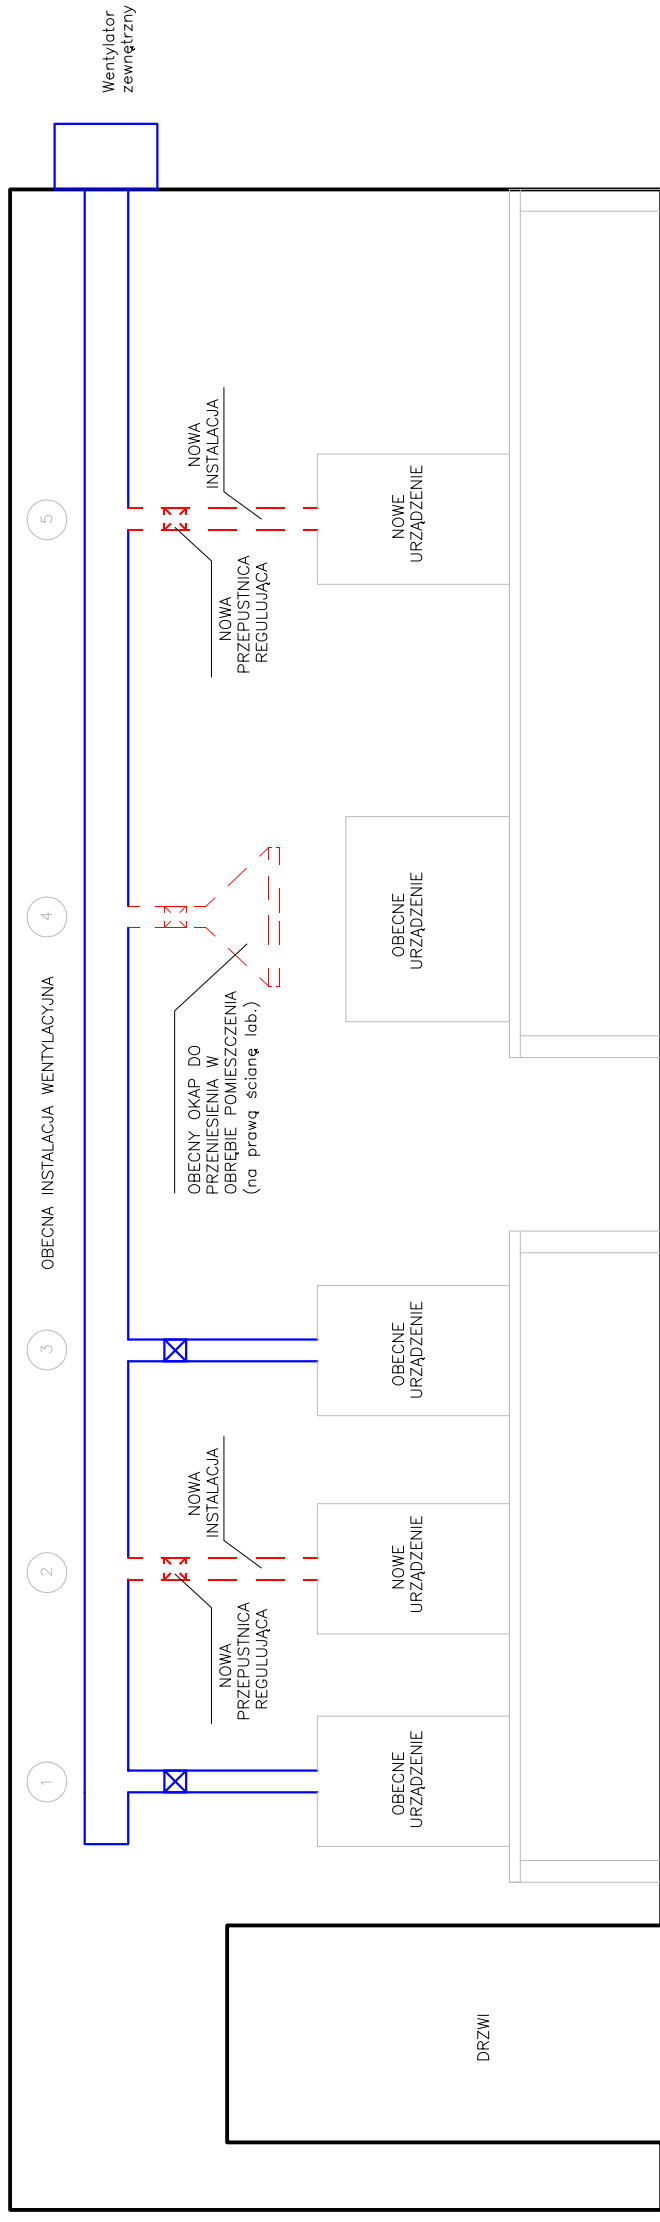 1
2
3
4
5
OBECNA INSTALACJA WENTYLACYJNA
Wentylator
zewnętrzny
NOWA
PRZEPUSTNICA
REGULUJĄCA
NOWA
INSTALACJA
OBECNY OKAP DO
PRZENIESIENIA W
OBRĘBIE POMIESZCZENIA
(na prawą ścianę lab.)
NOWA
PRZEPUSTNICA
REGULUJĄCA
NOWA
INSTALACJA
OBECNE
URZĄDZENIE
NOWE
URZĄDZENIE
OBECNE
URZĄDZENIE
OBECNE
URZĄDZENIE
NOWE
URZĄDZENIE
DRZWI